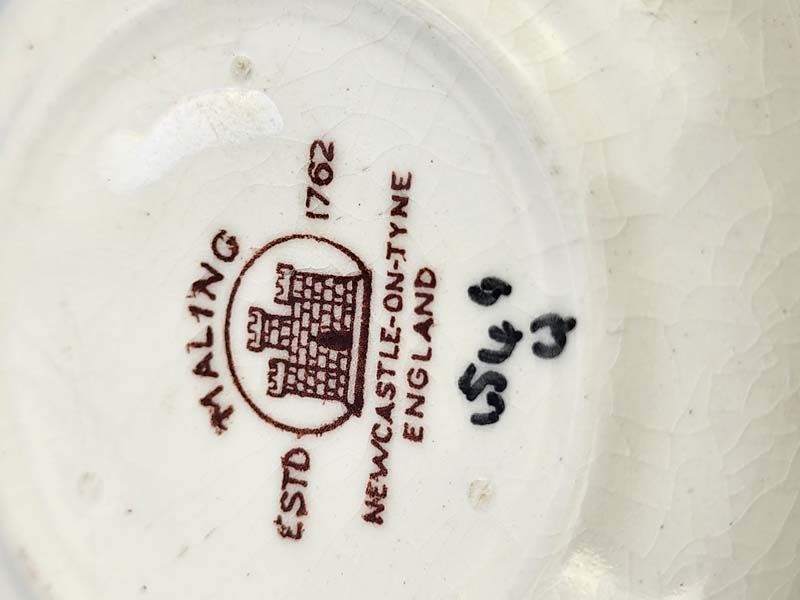 MALING
ESTD 1762
NEWCASTLE-ON-TYNE
ENGLAND